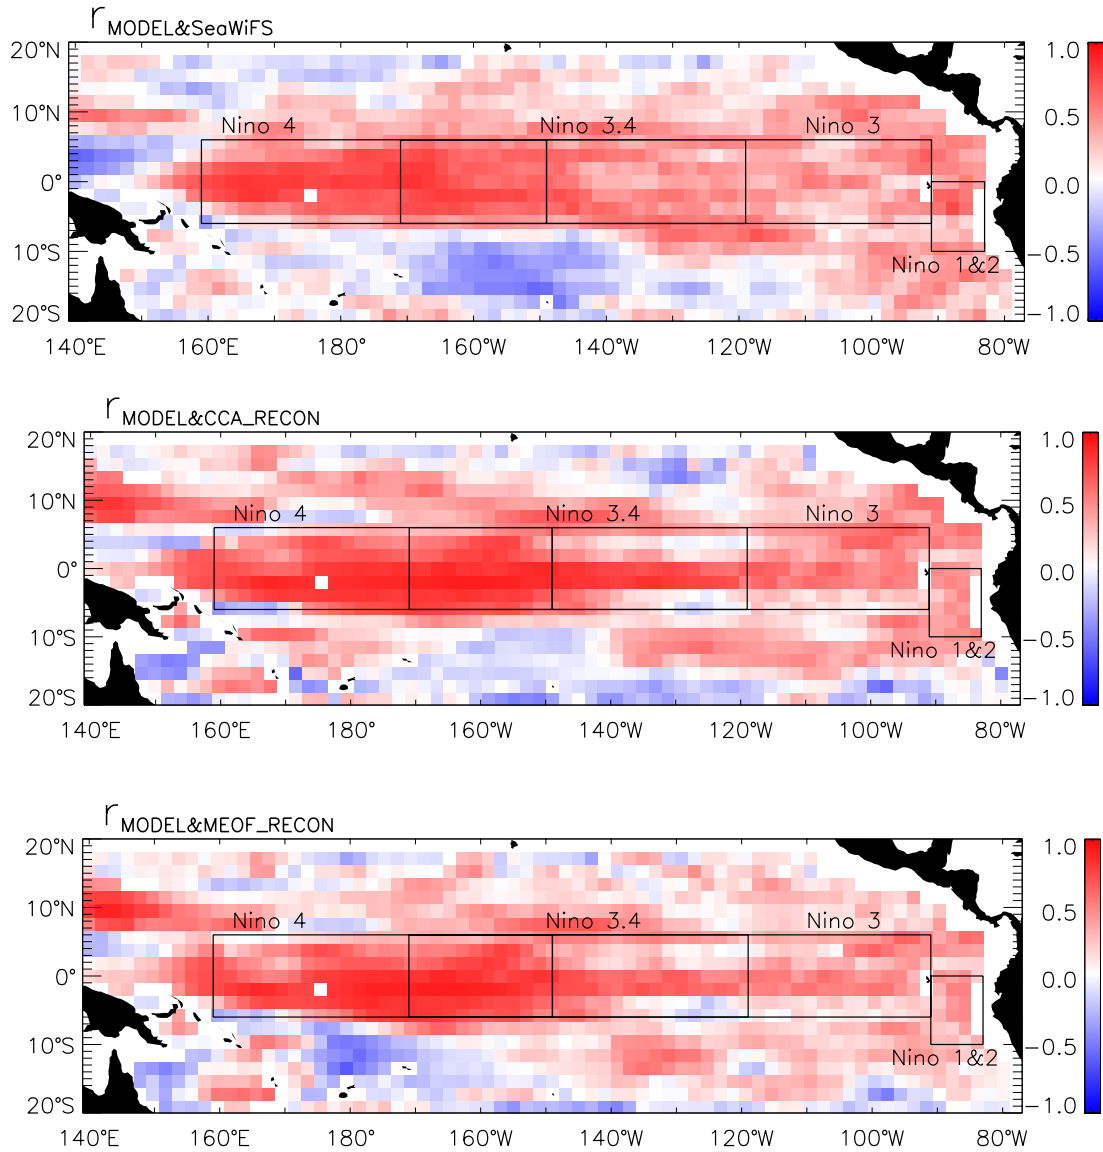 r MODEL&SeaWiFS
20°N
10°N
0°
10°S
20°S
Nino 4
Nino 3.4
Nino 3
Nino 1&2
140°E 160°E 180° 160°W 140°W 120°W 100°W 80°W
1.0
0.5
0.0
−0.5
−1.0
r MODEL&CCA_RECON
20°N
10°N
0°
10°S
20°S
Nino 4
Nino 3.4
Nino 3
Nino 1&2
140°E 160°E 180° 160°W 140°W 120°W 100°W 80°W
1.0
0.5
0.0
−0.5
−1.0
r MODEL&MEOF_RECON
20°N
10°N
0°
10°S
20°S
Nino 4
Nino 3.4
Nino 3
Nino 1&2
140°E 160°E 180° 160°W 140°W 120°W 100°W 80°W
1.0
0.5
0.0
−0.5
−1.0